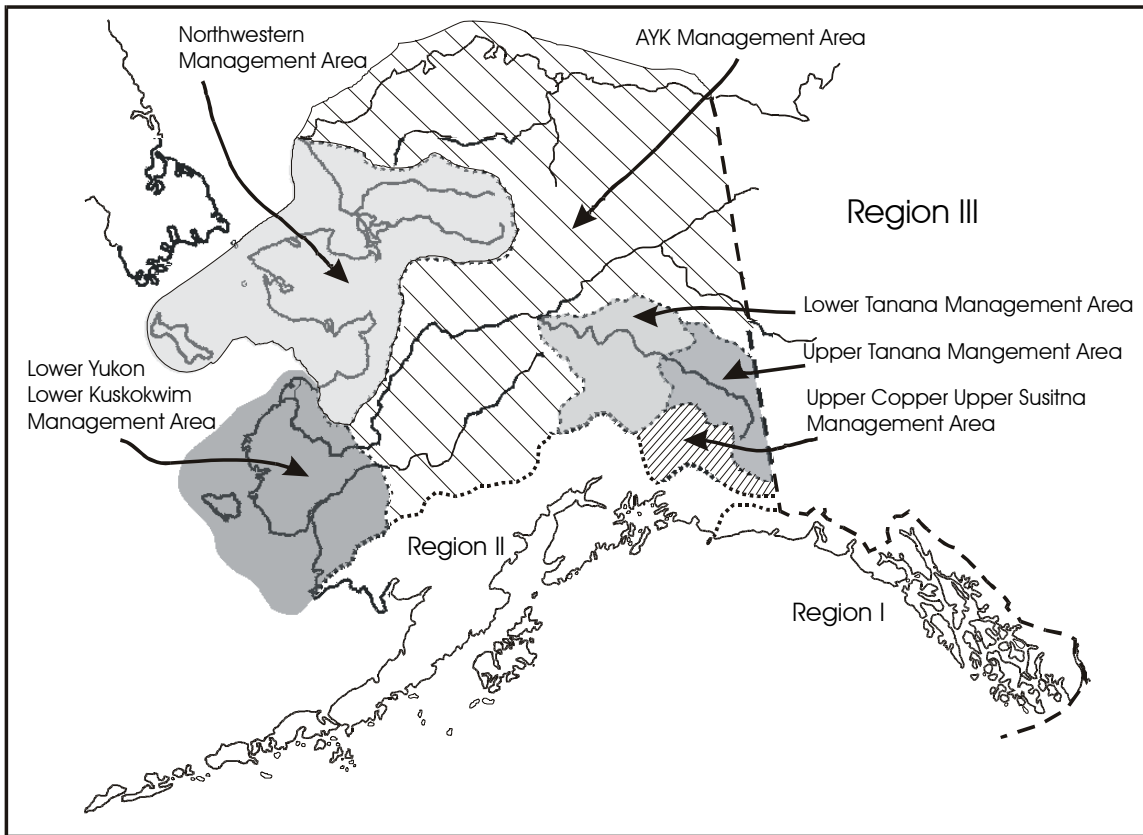 Northwestern
Management Area
AYK Management Area
Region III
Lower Tanana Management Area
Upper Tanana Mangement Area
Upper Copper Upper Susitna
Management Area
Lower Yukon
Lower Kuskokwim
Management Area
Region II
Region I